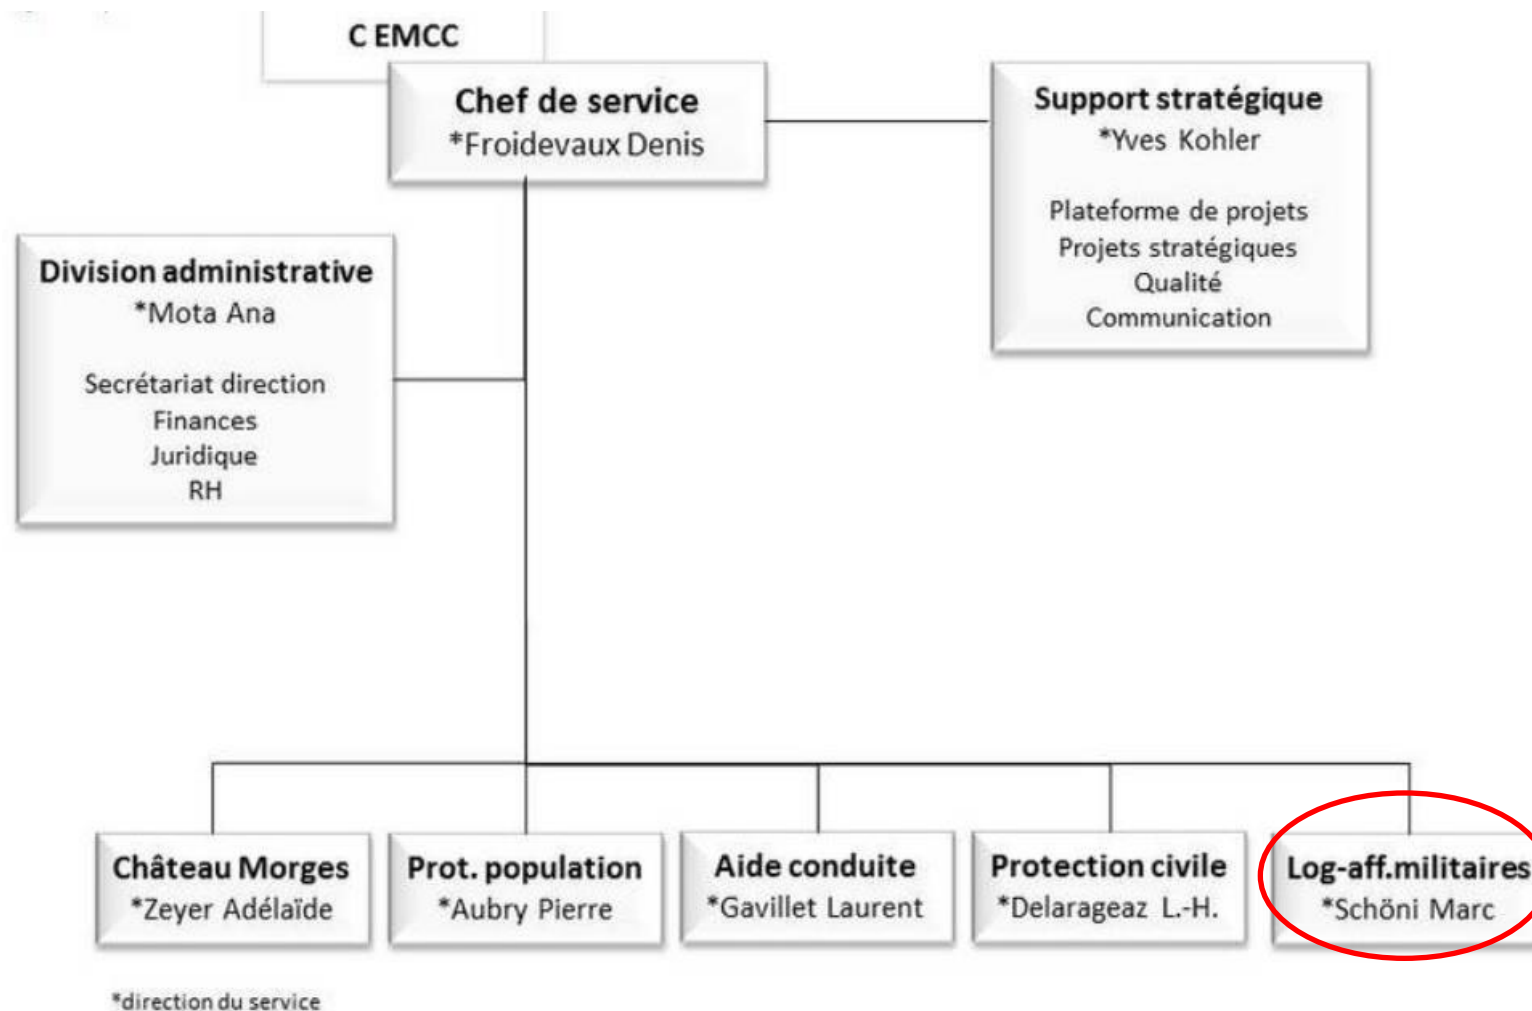 C EMCC
Chef de service
*Froidevaux Denis
Support stratégique
*Yves Kohler
Plateforme de projets
Projets stratégiques
Qualité
Communication
Division administrative
*Mota Ana
Secrétariat direction
Finances
Juridique
RH
Château Morges
*Zeyer Adélaïde
Prot. population
*Aubry Pierre
Aide conduite
*Gavillet Laurent
Protection civile
*Delarageaz L.-H.
Log-aff.militaires
*Schöni Marc
*direction du service